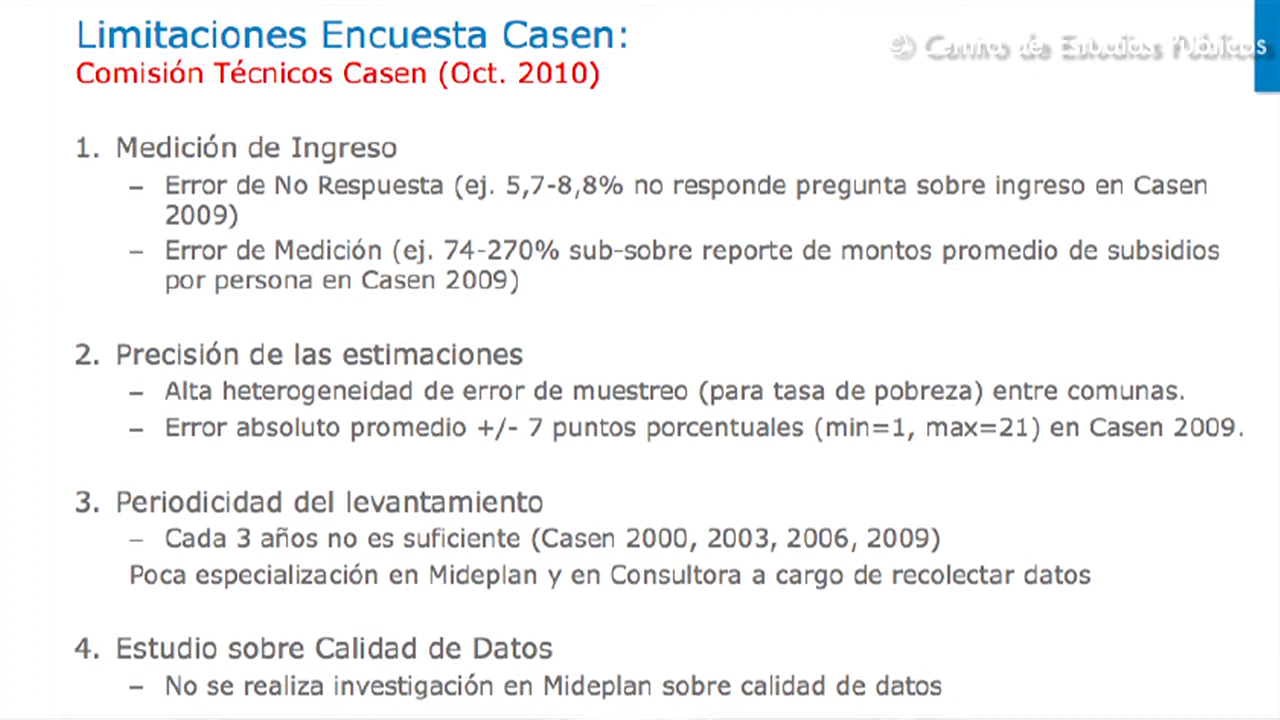 Limitaciones Encuesta Casen:
© Centro de Estudios Públicos
Comisión Técnicos Casen (Oct. 2010)
1. Medición de Ingreso
– Error de No Respuesta (ej. 5,7-8,8% no responde pregunta sobre ingreso en Casen
2009)
– Error de Medición (ej. 74-270% sub-sobre reporte de montos promedio de subsidios
por persona en Casen 2009)
2. Precisión de las estimaciones
– Alta heterogeneidad de error de muestreo (para tasa de pobreza) entre comunas.
– Error absoluto promedio +/- 7 puntos porcentuales (min=1, max=21) en Casen 2009.
3. Periodicidad del levantamiento
– Cada 3 años no es suficiente (Casen 2000, 2003, 2006, 2009)
Poca especialización en Mideplan y en Consultora a cargo de recolectar datos
4. Estudio sobre Calidad de Datos
– No se realiza investigación en Mideplan sobre calidad de datos